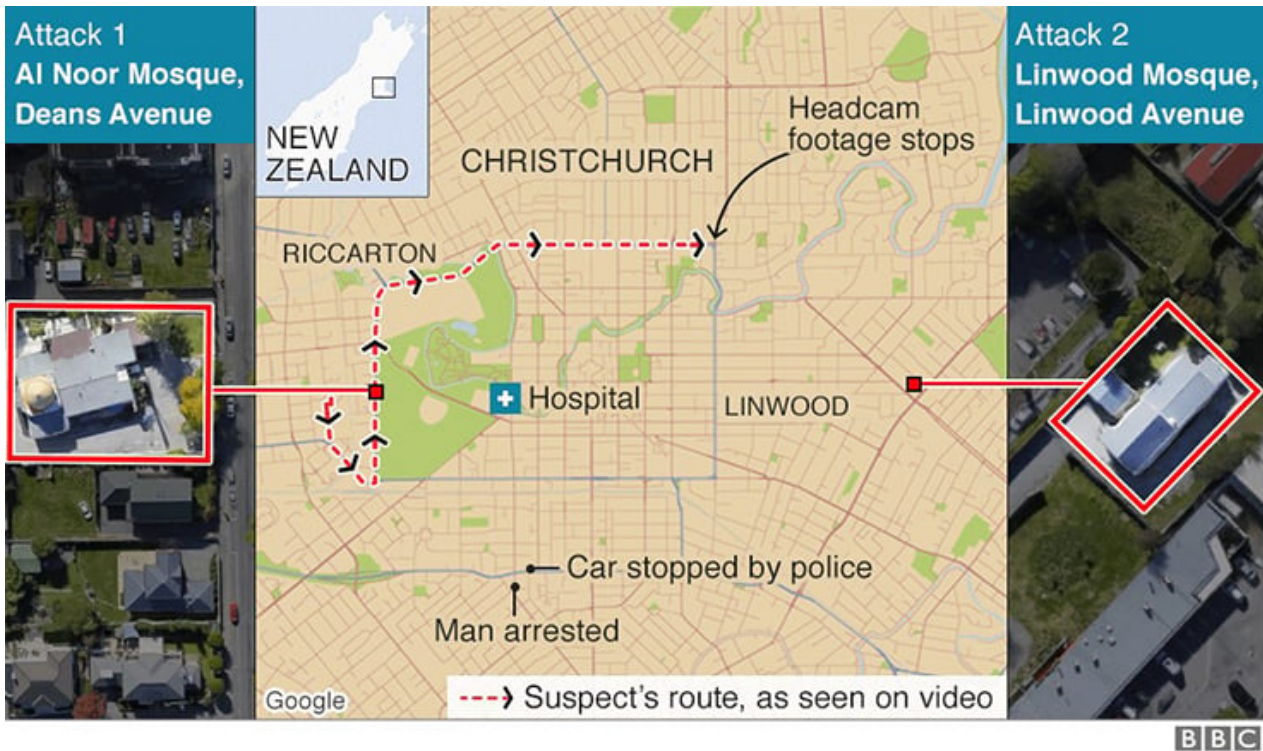 Attack 1
Al Noor Mosque,
Deans Avenue
NEW
ZEALAND
CHRISTCHURCH
Headcam
footage stops
Attack 2
Linwood Mosque,
Linwood Avenue
RICCARTON
Hospital
LINWOOD
Car stopped by police
Man arrested
Google
Suspect's route, as seen on video
BBC